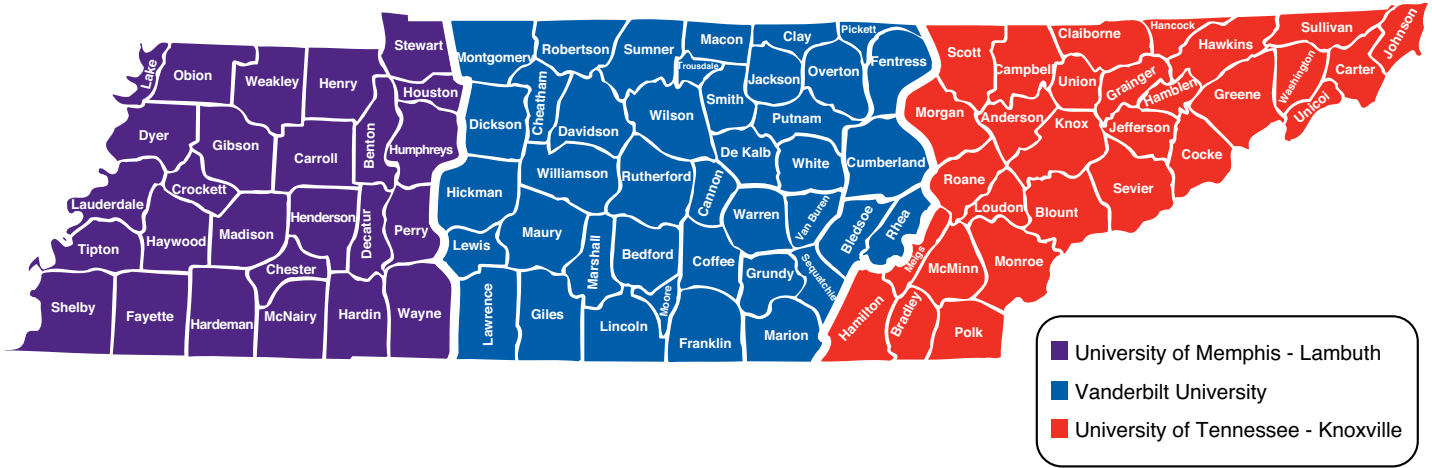 Lake
Obion
Weakley
Henry
Stewart
Houston
Dyer
Gibson
Carroll
Benton
Humphreys
Crockett
Lauderdale
Tipton
Haywood
Madison
Henderson
Decatur
Perry
Chester
Shelby
Fayette
Hardeman
McNairy
Hardin
Wayne
Montgomery
Robertson
Sumner
Macon
Trousdale
Clay
Pickett
Fentress
Jackson
Overton
Smith
Dickson
Cheatham
Davidson
Wilson
Putnam
De Kalb
White
Cumberland
Hickman
Williamson
Rutherford
Cannon
Warren
Van Buren
Bledsoe
Rhea
Lewis
Maury
Marshall
Bedford
Coffee
Grundy
Sequatchie
Lawrence
Giles
Lincoln
Moore
Franklin
Marion
Scott
Campbell
Claiborne
Hancock
Hawkins
Sullivan
Johnson
Union
Grainger
Hamblen
Greene
Washington
Carter
Unicoi
Morgan
Anderson
Knox
Jefferson
Cocke
Roane
Loudon
Blount
Sevier
Meigs
McMinn
Monroe
Hamilton
Bradley
Polk
University of Memphis - Lambuth
Vanderbilt University
University of Tennessee - Knoxville